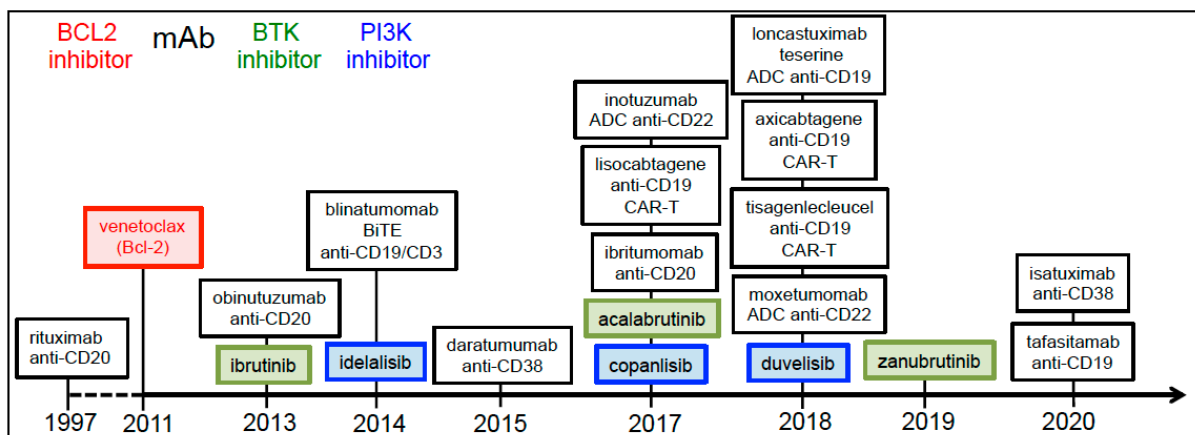 BCL2
inhibitor
mAb
BTK
inhibitor
PI3K
inhibitor
rituximab
anti-CD20
venetoclax
(Bcl-2)
obinutuzumab
anti-CD20
ibrutinib
blinatumomab
BiTE
anti-CD19/CD3
idelalisib
daratumumab
anti-CD38
inotuzumab
ADC anti-CD22
lisocabtagene
anti-CD19
CAR-T
ibritumomab
anti-CD20
acalabrutinib
copanlisib
loncastuximab
teserine
ADC anti-CD19
axicabtagene
anti-CD19
CAR-T
tisagenlecleucel
anti-CD19
CAR-T
moxetumomab
ADC anti-CD22
duvelisib
zanubrutinib
isatuximab
anti-CD38
tafasitamab
anti-CD19
1997
2011
2013
2014
2015
2017
2018
2019
2020